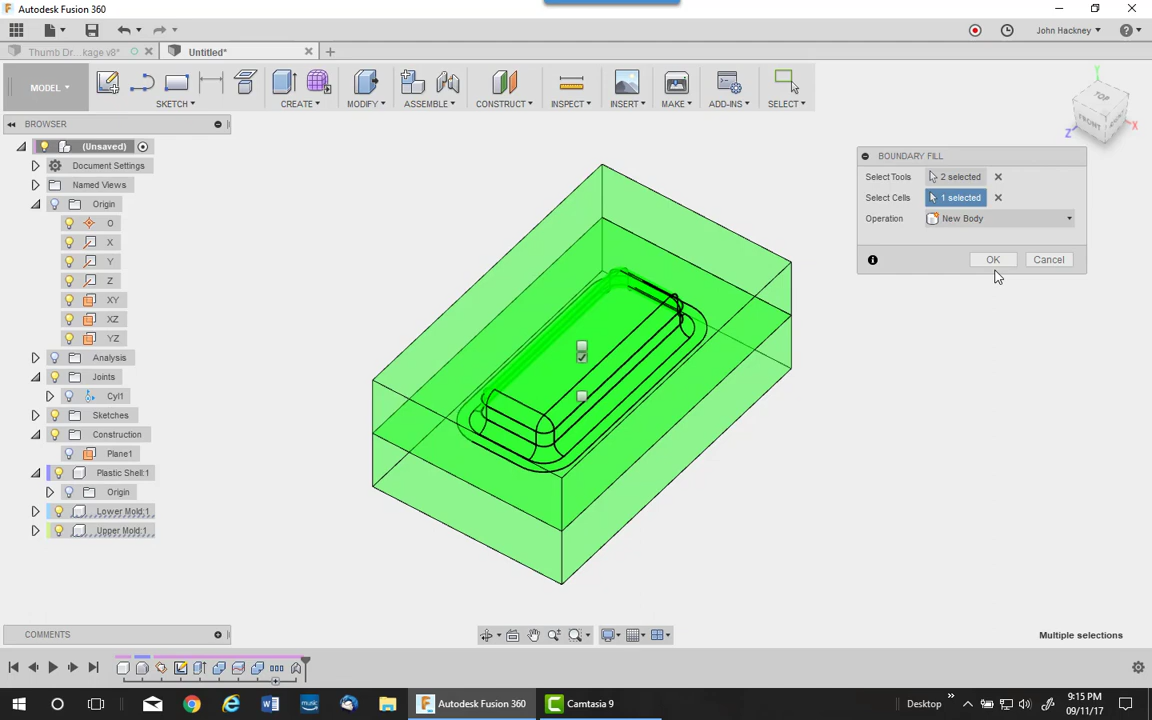 Autodesk Fusion 360
John Hackney
Thumb Dr...kage v8*
Untitled*
MODEL
SKETCH
CREATE
MODIFY
ASSEMBLE
CONSTRUCT
INSPECT
INSERT
MAKE
ADD-INS
SELECT
BROWSER
(Unsaved)
Document Settings
Named Views
Origin
O
X
Y
Z
XY
XZ
YZ
Analysis
Joints
Cyl1
Sketches
Construction
Plane1
Plastic Shell:1
Origin
Lower Mold:1
Upper Mold:1
TOP
FRONT
Y
Z
X
BOUNDARY FILL
Select Tools 2 selected
Select Cells 1 selected
Operation New Body
OK Cancel
COMMENTS
Multiple selections
music
Autodesk Fusion 360
Camtasia 9
Desktop
9:15 PM
09/11/17